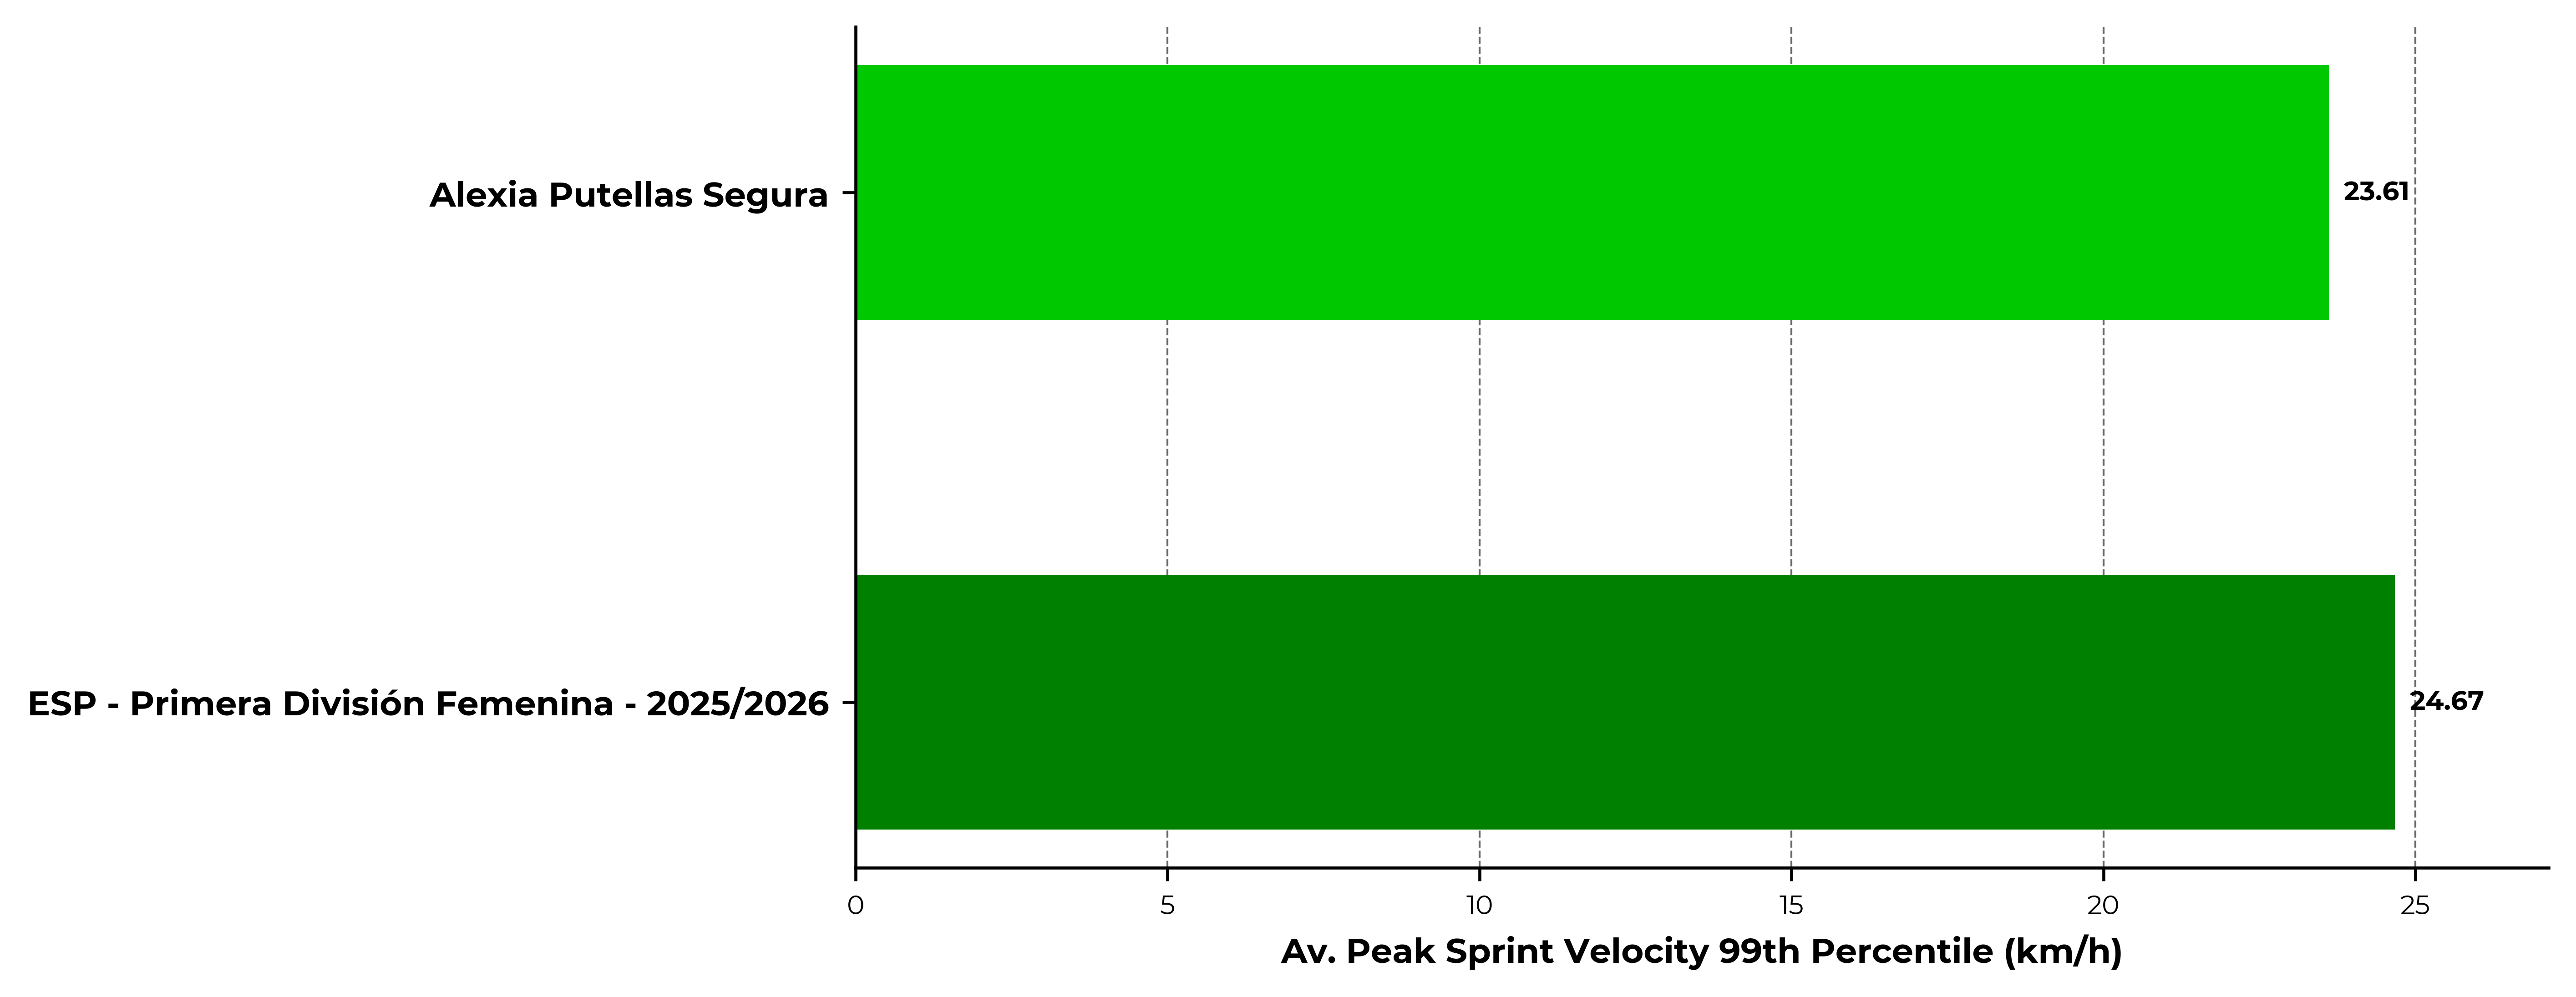 Alexia Putellas Segura
23.61
ESP - Primera División Femenina - 2025/2026
24.67
0 5 10 15 20 25
Av. Peak Sprint Velocity 99th Percentile (km/h)